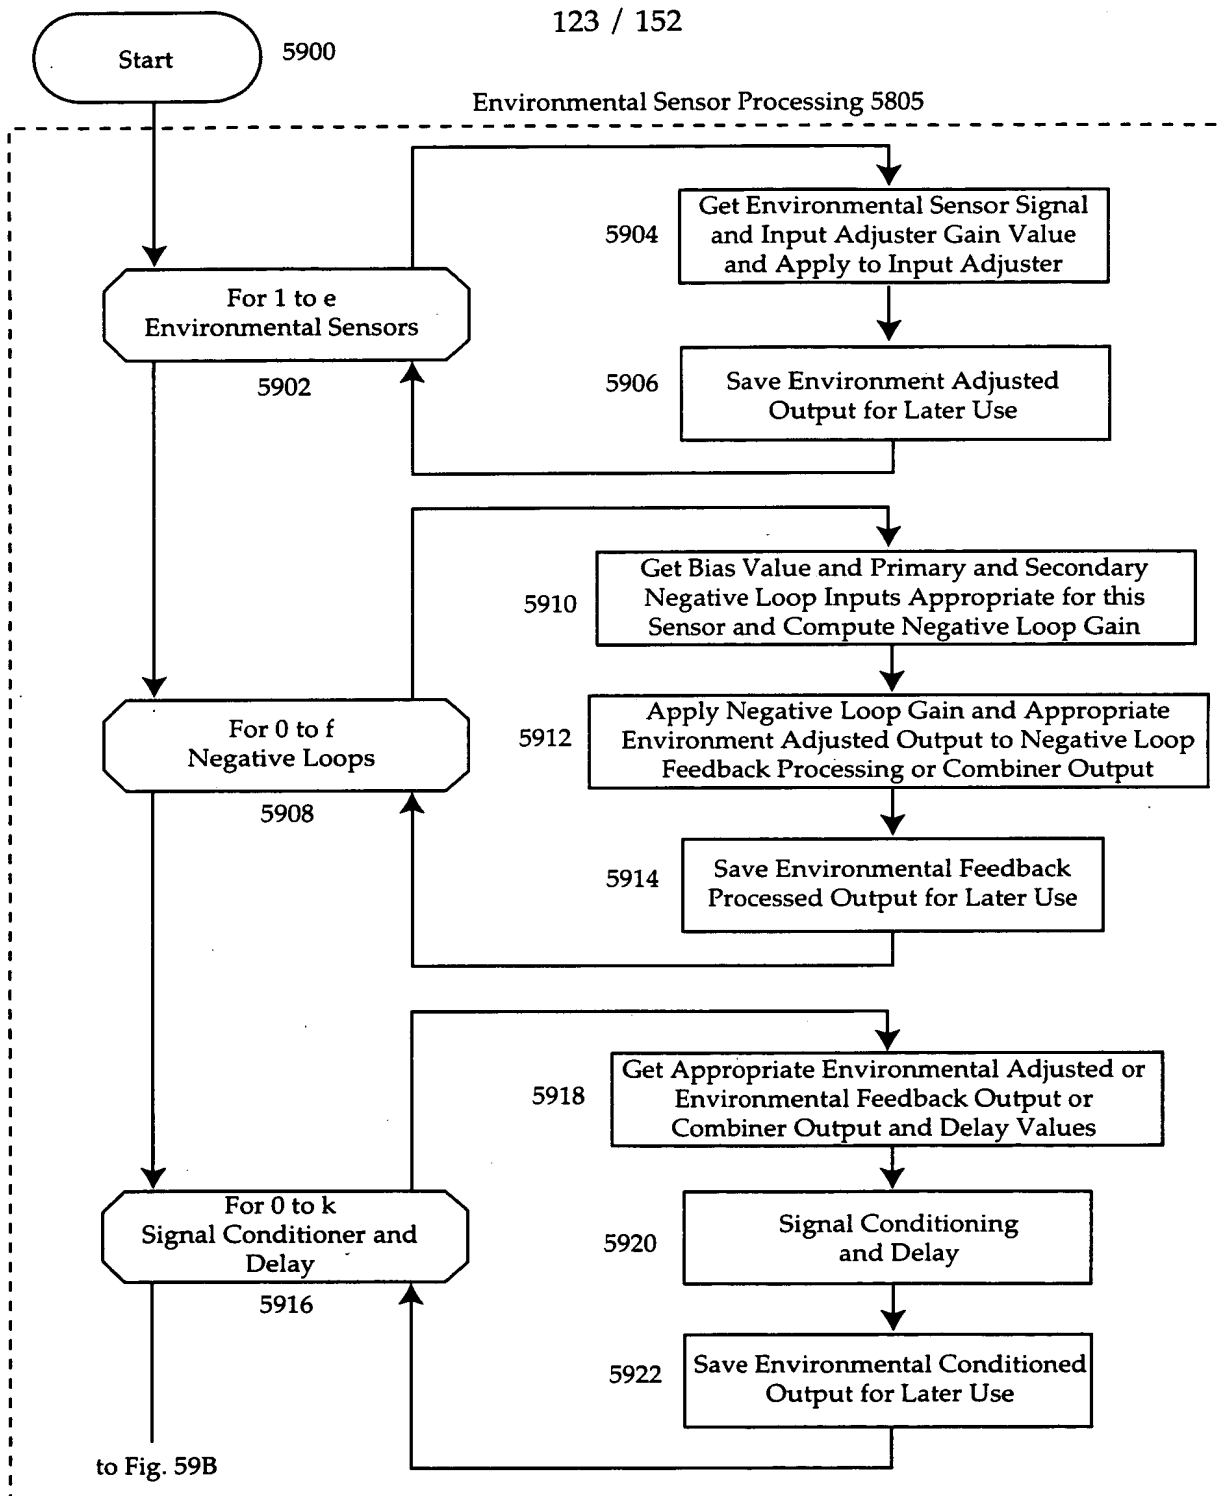 123 / 152
Start
5900
Environmental Sensor Processing 5805
For 1 to e
Environmental Sensors
5902
5904
Get Environmental Sensor Signal
and Input Adjuster Gain Value
and Apply to Input Adjuster
5906
Save Environment Adjusted
Output for Later Use
For 0 to f
Negative Loops
5908
5910
Get Bias Value and Primary and Secondary
Negative Loop Inputs Appropriate for this
Sensor and Compute Negative Loop Gain
5912
Apply Negative Loop Gain and Appropriate
Environment Adjusted Output to Negative Loop
Feedback Processing or Combiner Output
5914
Save Environmental Feedback
Processed Output for Later Use
For 0 to k
Signal Conditioner and
Delay
5916
5918
Get Appropriate Environmental Adjusted or
Environmental Feedback Output or
Combiner Output and Delay Values
5920
Signal Conditioning
and Delay
5922
Save Environmental Conditioned
Output for Later Use
to Fig. 59B